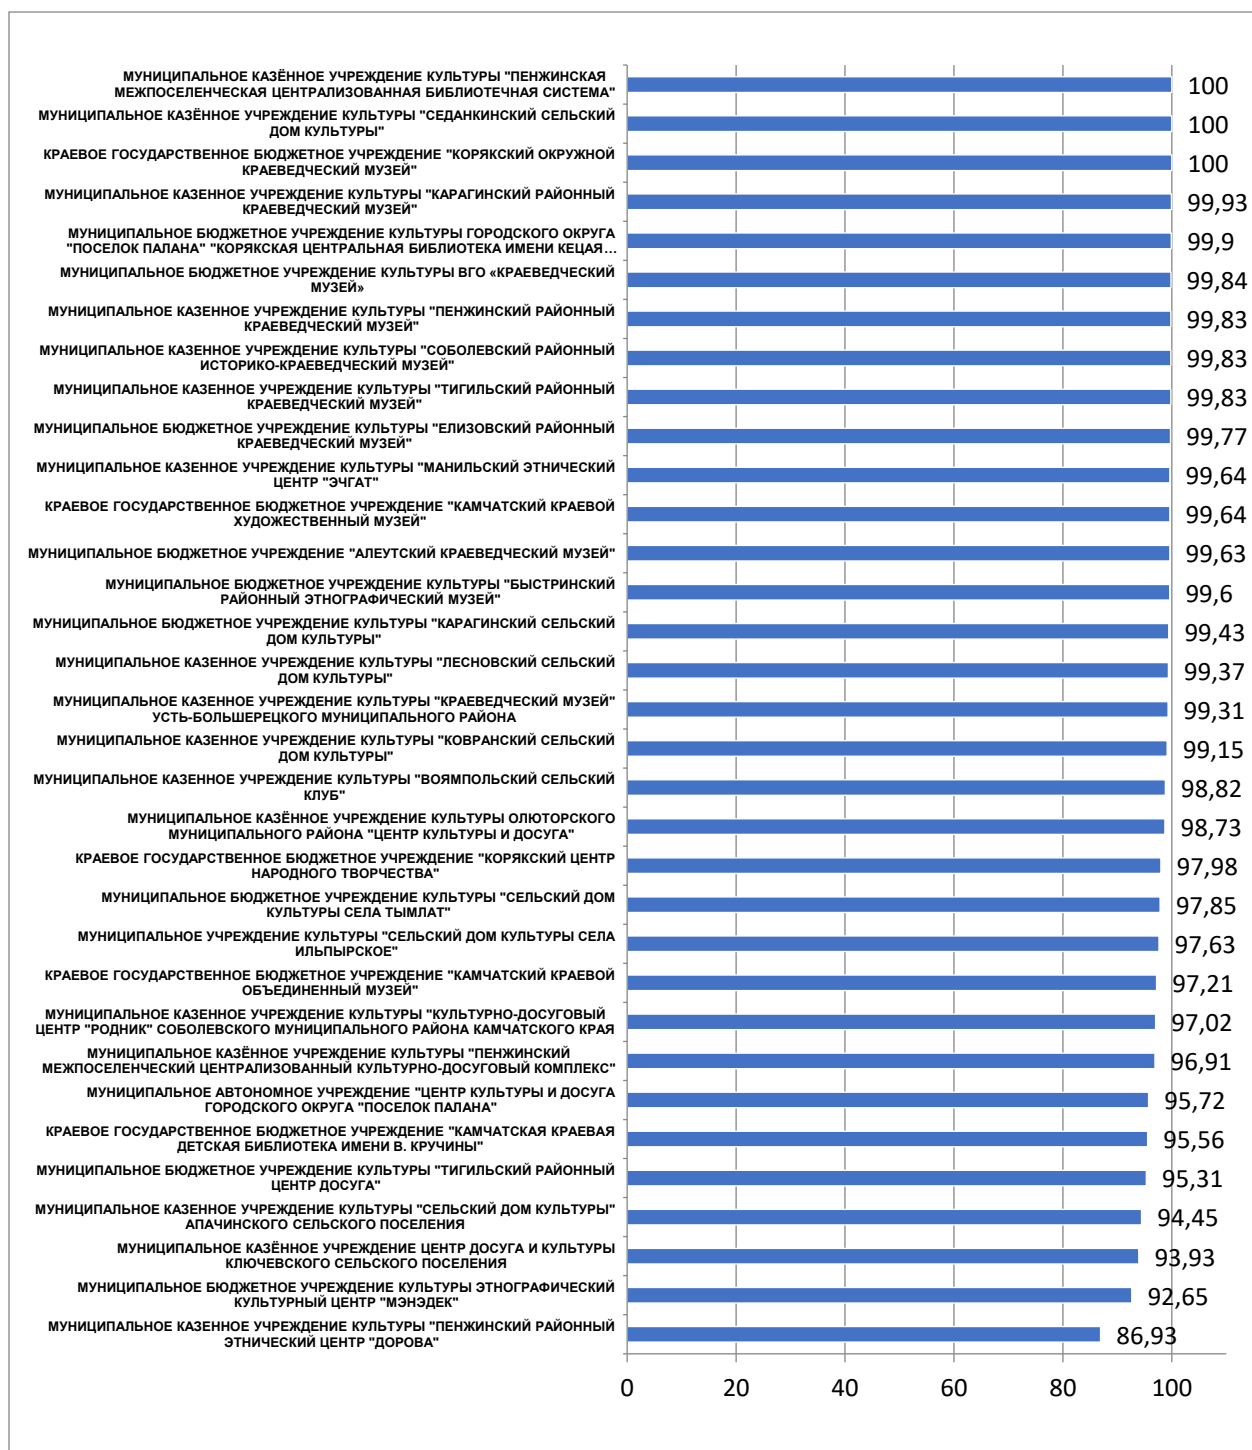 МУНИЦИПАЛЬНОЕ КАЗЁННОЕ УЧРЕЖДЕНИЕ КУЛЬТУРЫ "ПЕНЖИНСКАЯ
МЕЖПОСЕЛЕНЧЕСКАЯ ЦЕНТРАЛИЗОВАННАЯ БИБЛИОТЕЧНАЯ СИСТЕМА"
100
МУНИЦИПАЛЬНОЕ КАЗЁННОЕ УЧРЕЖДЕНИЕ КУЛЬТУРЫ "СЕДАНКИНСКИЙ СЕЛЬСКИЙ
ДОМ КУЛЬТУРЫ"
100
КРАЕВОЕ ГОСУДАРСТВЕННОЕ БЮДЖЕТНОЕ УЧРЕЖДЕНИЕ "КОРЯКСКИЙ ОКРУЖНОЙ
КРАЕВЕДЧЕСКИЙ МУЗЕЙ"
100
МУНИЦИПАЛЬНОЕ КАЗЕННОЕ УЧРЕЖДЕНИЕ КУЛЬТУРЫ "КАРАГИНСКИЙ РАЙОННЫЙ
КРАЕВЕДЧЕСКИЙ МУЗЕЙ"
99,93
МУНИЦИПАЛЬНОЕ БЮДЖЕТНОЕ УЧРЕЖДЕНИЕ КУЛЬТУРЫ ГОРОДСКОГО ОКРУГА
"ПОСЕЛОК ПАЛАНА" "КОРЯКСКАЯ ЦЕНТРАЛЬНАЯ БИБЛИОТЕКА ИМЕНИ КЕЦАЯ…
99,9
МУНИЦИПАЛЬНОЕ БЮДЖЕТНОЕ УЧРЕЖДЕНИЕ КУЛЬТУРЫ ВГО «КРАЕВЕДЧЕСКИЙ
МУЗЕЙ»
99,84
МУНИЦИПАЛЬНОЕ КАЗЕННОЕ УЧРЕЖДЕНИЕ КУЛЬТУРЫ "ПЕНЖИНСКИЙ РАЙОННЫЙ
КРАЕВЕДЧЕСКИЙ МУЗЕЙ"
99,83
МУНИЦИПАЛЬНОЕ КАЗЕННОЕ УЧРЕЖДЕНИЕ КУЛЬТУРЫ "СОБОЛЕВСКИЙ РАЙОННЫЙ
ИСТОРИКО-КРАЕВЕДЧЕСКИЙ МУЗЕЙ"
99,83
МУНИЦИПАЛЬНОЕ КАЗЕННОЕ УЧРЕЖДЕНИЕ КУЛЬТУРЫ "ТИГИЛЬСКИЙ РАЙОННЫЙ
КРАЕВЕДЧЕСКИЙ МУЗЕЙ"
99,83
МУНИЦИПАЛЬНОЕ БЮДЖЕТНОЕ УЧРЕЖДЕНИЕ КУЛЬТУРЫ "ЕЛИЗОВСКИЙ РАЙОННЫЙ
КРАЕВЕДЧЕСКИЙ МУЗЕЙ"
99,77
МУНИЦИПАЛЬНОЕ КАЗЕННОЕ УЧРЕЖДЕНИЕ КУЛЬТУРЫ "МАНИЛЬСКИЙ ЭТНИЧЕСКИЙ
ЦЕНТР "ЭЧГАТ"
99,64
КРАЕВОЕ ГОСУДАРСТВЕННОЕ БЮДЖЕТНОЕ УЧРЕЖДЕНИЕ "КАМЧАТСКИЙ КРАЕВОЙ
ХУДОЖЕСТВЕННЫЙ МУЗЕЙ"
99,64
МУНИЦИПАЛЬНОЕ БЮДЖЕТНОЕ УЧРЕЖДЕНИЕ "АЛЕУТСКИЙ КРАЕВЕДЧЕСКИЙ МУЗЕЙ"
99,63
МУНИЦИПАЛЬНОЕ БЮДЖЕТНОЕ УЧРЕЖДЕНИЕ КУЛЬТУРЫ "БЫСТРИНСКИЙ
РАЙОННЫЙ ЭТНОГРАФИЧЕСКИЙ МУЗЕЙ"
99,6
МУНИЦИПАЛЬНОЕ БЮДЖЕТНОЕ УЧРЕЖДЕНИЕ КУЛЬТУРЫ "КАРАГИНСКИЙ СЕЛЬСКИЙ
ДОМ КУЛЬТУРЫ"
99,43
МУНИЦИПАЛЬНОЕ КАЗЕННОЕ УЧРЕЖДЕНИЕ КУЛЬТУРЫ "ЛЕСНОВСКИЙ СЕЛЬСКИЙ
ДОМ КУЛЬТУРЫ"
99,37
МУНИЦИПАЛЬНОЕ КАЗЕННОЕ УЧРЕЖДЕНИЕ КУЛЬТУРЫ "КРАЕВЕДЧЕСКИЙ МУЗЕЙ"
УСТЬ-БОЛЬШЕРЕЦКОГО МУНИЦИПАЛЬНОГО РАЙОНА
99,31
МУНИЦИПАЛЬНОЕ КАЗЕННОЕ УЧРЕЖДЕНИЕ КУЛЬТУРЫ "КОВРАНСКИЙ СЕЛЬСКИЙ
ДОМ КУЛЬТУРЫ"
99,15
МУНИЦИПАЛЬНОЕ КАЗЕННОЕ УЧРЕЖДЕНИЕ КУЛЬТУРЫ "ВОЯМПОЛЬСКИЙ СЕЛЬСКИЙ
КЛУБ"
98,82
МУНИЦИПАЛЬНОЕ КАЗЁННОЕ УЧРЕЖДЕНИЕ КУЛЬТУРЫ ОЛЮТОРСКОГО
МУНИЦИПАЛЬНОГО РАЙОНА "ЦЕНТР КУЛЬТУРЫ И ДОСУГА"
98,73
КРАЕВОЕ ГОСУДАРСТВЕННОЕ БЮДЖЕТНОЕ УЧРЕЖДЕНИЕ "КОРЯКСКИЙ ЦЕНТР
НАРОДНОГО ТВОРЧЕСТВА"
97,98
МУНИЦИПАЛЬНОЕ БЮДЖЕТНОЕ УЧРЕЖДЕНИЕ КУЛЬТУРЫ "СЕЛЬСКИЙ ДОМ
КУЛЬТУРЫ СЕЛА ТЫМЛАТ"
97,85
МУНИЦИПАЛЬНОЕ УЧРЕЖДЕНИЕ КУЛЬТУРЫ "СЕЛЬСКИЙ ДОМ КУЛЬТУРЫ СЕЛА
ИЛЬПЫРСКОЕ"
97,63
КРАЕВОЕ ГОСУДАРСТВЕННОЕ БЮДЖЕТНОЕ УЧРЕЖДЕНИЕ "КАМЧАТСКИЙ КРАЕВОЙ
ОБЪЕДИНЕННЫЙ МУЗЕЙ"
97,21
МУНИЦИПАЛЬНОЕ КАЗЕННОЕ УЧРЕЖДЕНИЕ КУЛЬТУРЫ "КУЛЬТУРНО-ДОСУГОВЫЙ
ЦЕНТР "РОДНИК" СОБОЛЕВСКОГО МУНИЦИПАЛЬНОГО РАЙОНА КАМЧАТСКОГО КРАЯ
97,02
МУНИЦИПАЛЬНОЕ КАЗЁННОЕ УЧРЕЖДЕНИЕ КУЛЬТУРЫ "ПЕНЖИНСКИЙ
МЕЖПОСЕЛЕНЧЕСКИЙ ЦЕНТРАЛИЗОВАННЫЙ КУЛЬТУРНО-ДОСУГОВЫЙ КОМПЛЕКС"
96,91
МУНИЦИПАЛЬНОЕ АВТОНОМНОЕ УЧРЕЖДЕНИЕ "ЦЕНТР КУЛЬТУРЫ И ДОСУГА
ГОРОДСКОГО ОКРУГА "ПОСЕЛОК ПАЛАНА"
95,72
КРАЕВОЕ ГОСУДАРСТВЕННОЕ БЮДЖЕТНОЕ УЧРЕЖДЕНИЕ "КАМЧАТСКАЯ КРАЕВАЯ
ДЕТСКАЯ БИБЛИОТЕКА ИМЕНИ В. КРУЧИНЫ"
95,56
МУНИЦИПАЛЬНОЕ БЮДЖЕТНОЕ УЧРЕЖДЕНИЕ КУЛЬТУРЫ "ТИГИЛЬСКИЙ РАЙОННЫЙ
ЦЕНТР ДОСУГА"
95,31
МУНИЦИПАЛЬНОЕ КАЗЕННОЕ УЧРЕЖДЕНИЕ КУЛЬТУРЫ "СЕЛЬСКИЙ ДОМ КУЛЬТУРЫ"
АПАЧИНСКОГО СЕЛЬСКОГО ПОСЕЛЕНИЯ
94,45
МУНИЦИПАЛЬНОЕ КАЗЁННОЕ УЧРЕЖДЕНИЕ ЦЕНТР ДОСУГА И КУЛЬТУРЫ
КЛЮЧЕВСКОГО СЕЛЬСКОГО ПОСЕЛЕНИЯ
93,93
МУНИЦИПАЛЬНОЕ БЮДЖЕТНОЕ УЧРЕЖДЕНИЕ КУЛЬТУРЫ ЭТНОГРАФИЧЕСКИЙ
КУЛЬТУРНЫЙ ЦЕНТР "МЭНЭДЕК"
92,65
МУНИЦИПАЛЬНОЕ КАЗЕННОЕ УЧРЕЖДЕНИЕ КУЛЬТУРЫ "ПЕНЖИНСКИЙ РАЙОННЫЙ
ЭТНИЧЕСКИЙ ЦЕНТР "ДОРОВА"
86,93
0 20 40 60 80 100